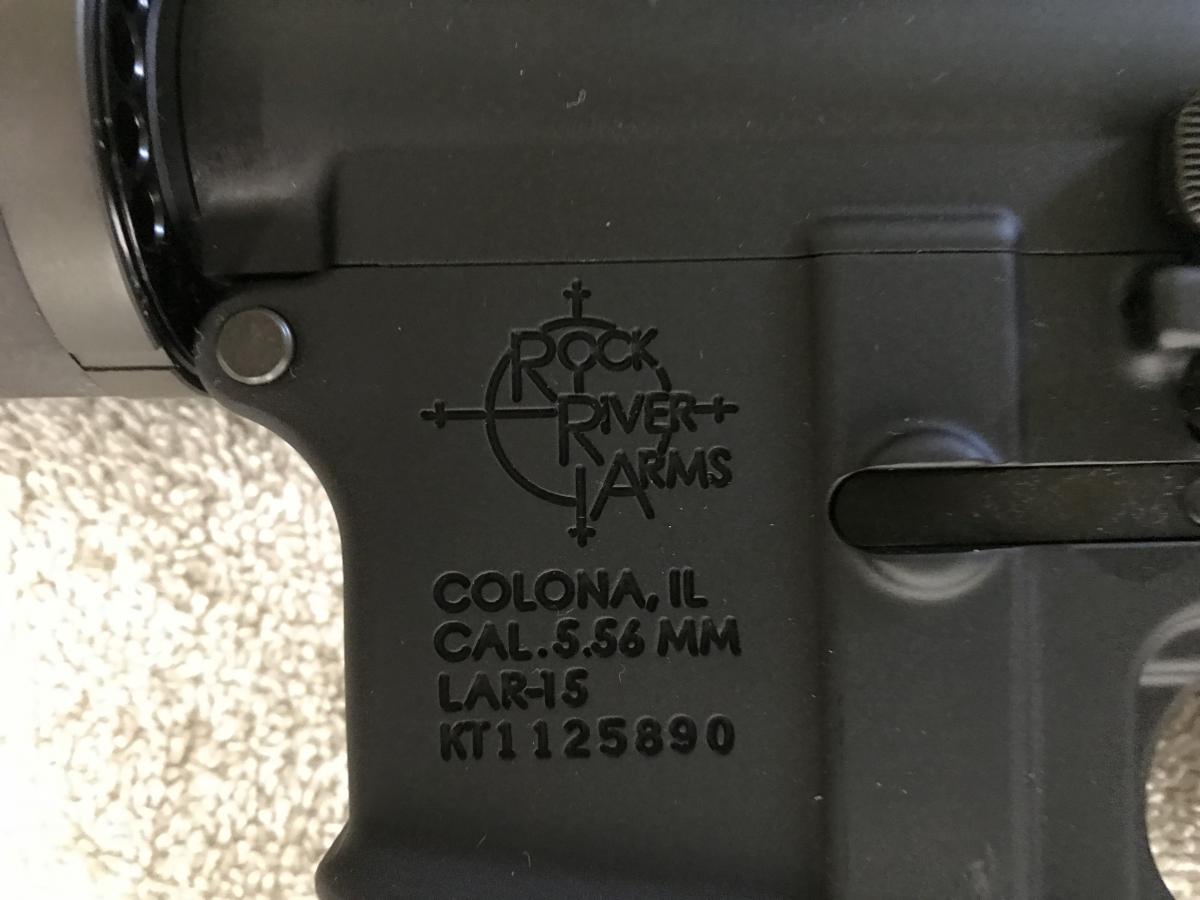 ROCK
RIVER
ARMS
COLONA, IL
CAL. 5.56 MM
LAR-15
KT1125890